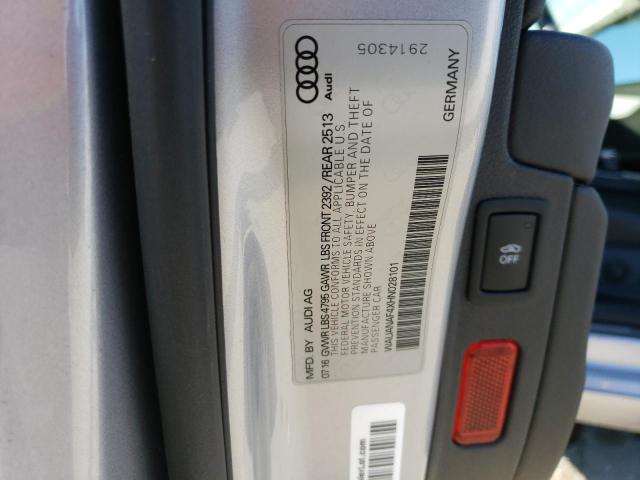 MFD. BY AUDI AG
Audi
07 16 GVWR LBS 4795 GAWR LBS FRONT 2392 / REAR 2513
THIS VEHICLE CONFORMS TO ALL APPLICABLE U S
FEDERAL MOTOR VEHICLE SAFETY, BUMPER AND THEFT
PREVENTION STANDARDS IN EFFECT ON THE DATE OF
MANUFACTURE SHOWN ABOVE
PASSENGER CAR
WAUANAF4XHN028101
2914305
GERMANY
OFF